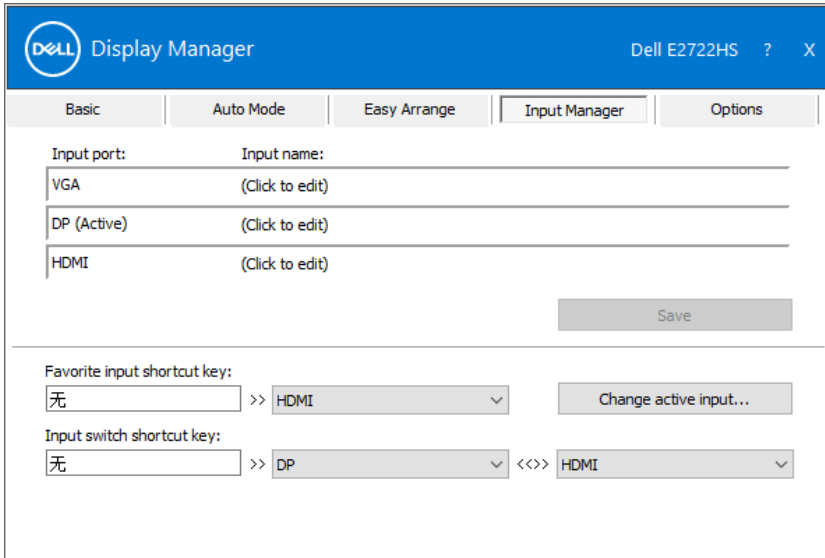 DELL Display Manager Dell E2722HS ? X
Basic Auto Mode Easy Arrange Input Manager Options
Input port: Input name:
VGA (Click to edit)
DP (Active) (Click to edit)
HDMI (Click to edit)
Save
Favorite input shortcut key:
无 >> HDMI Change active input...
Input switch shortcut key:
无 >> DP <<>> HDMI